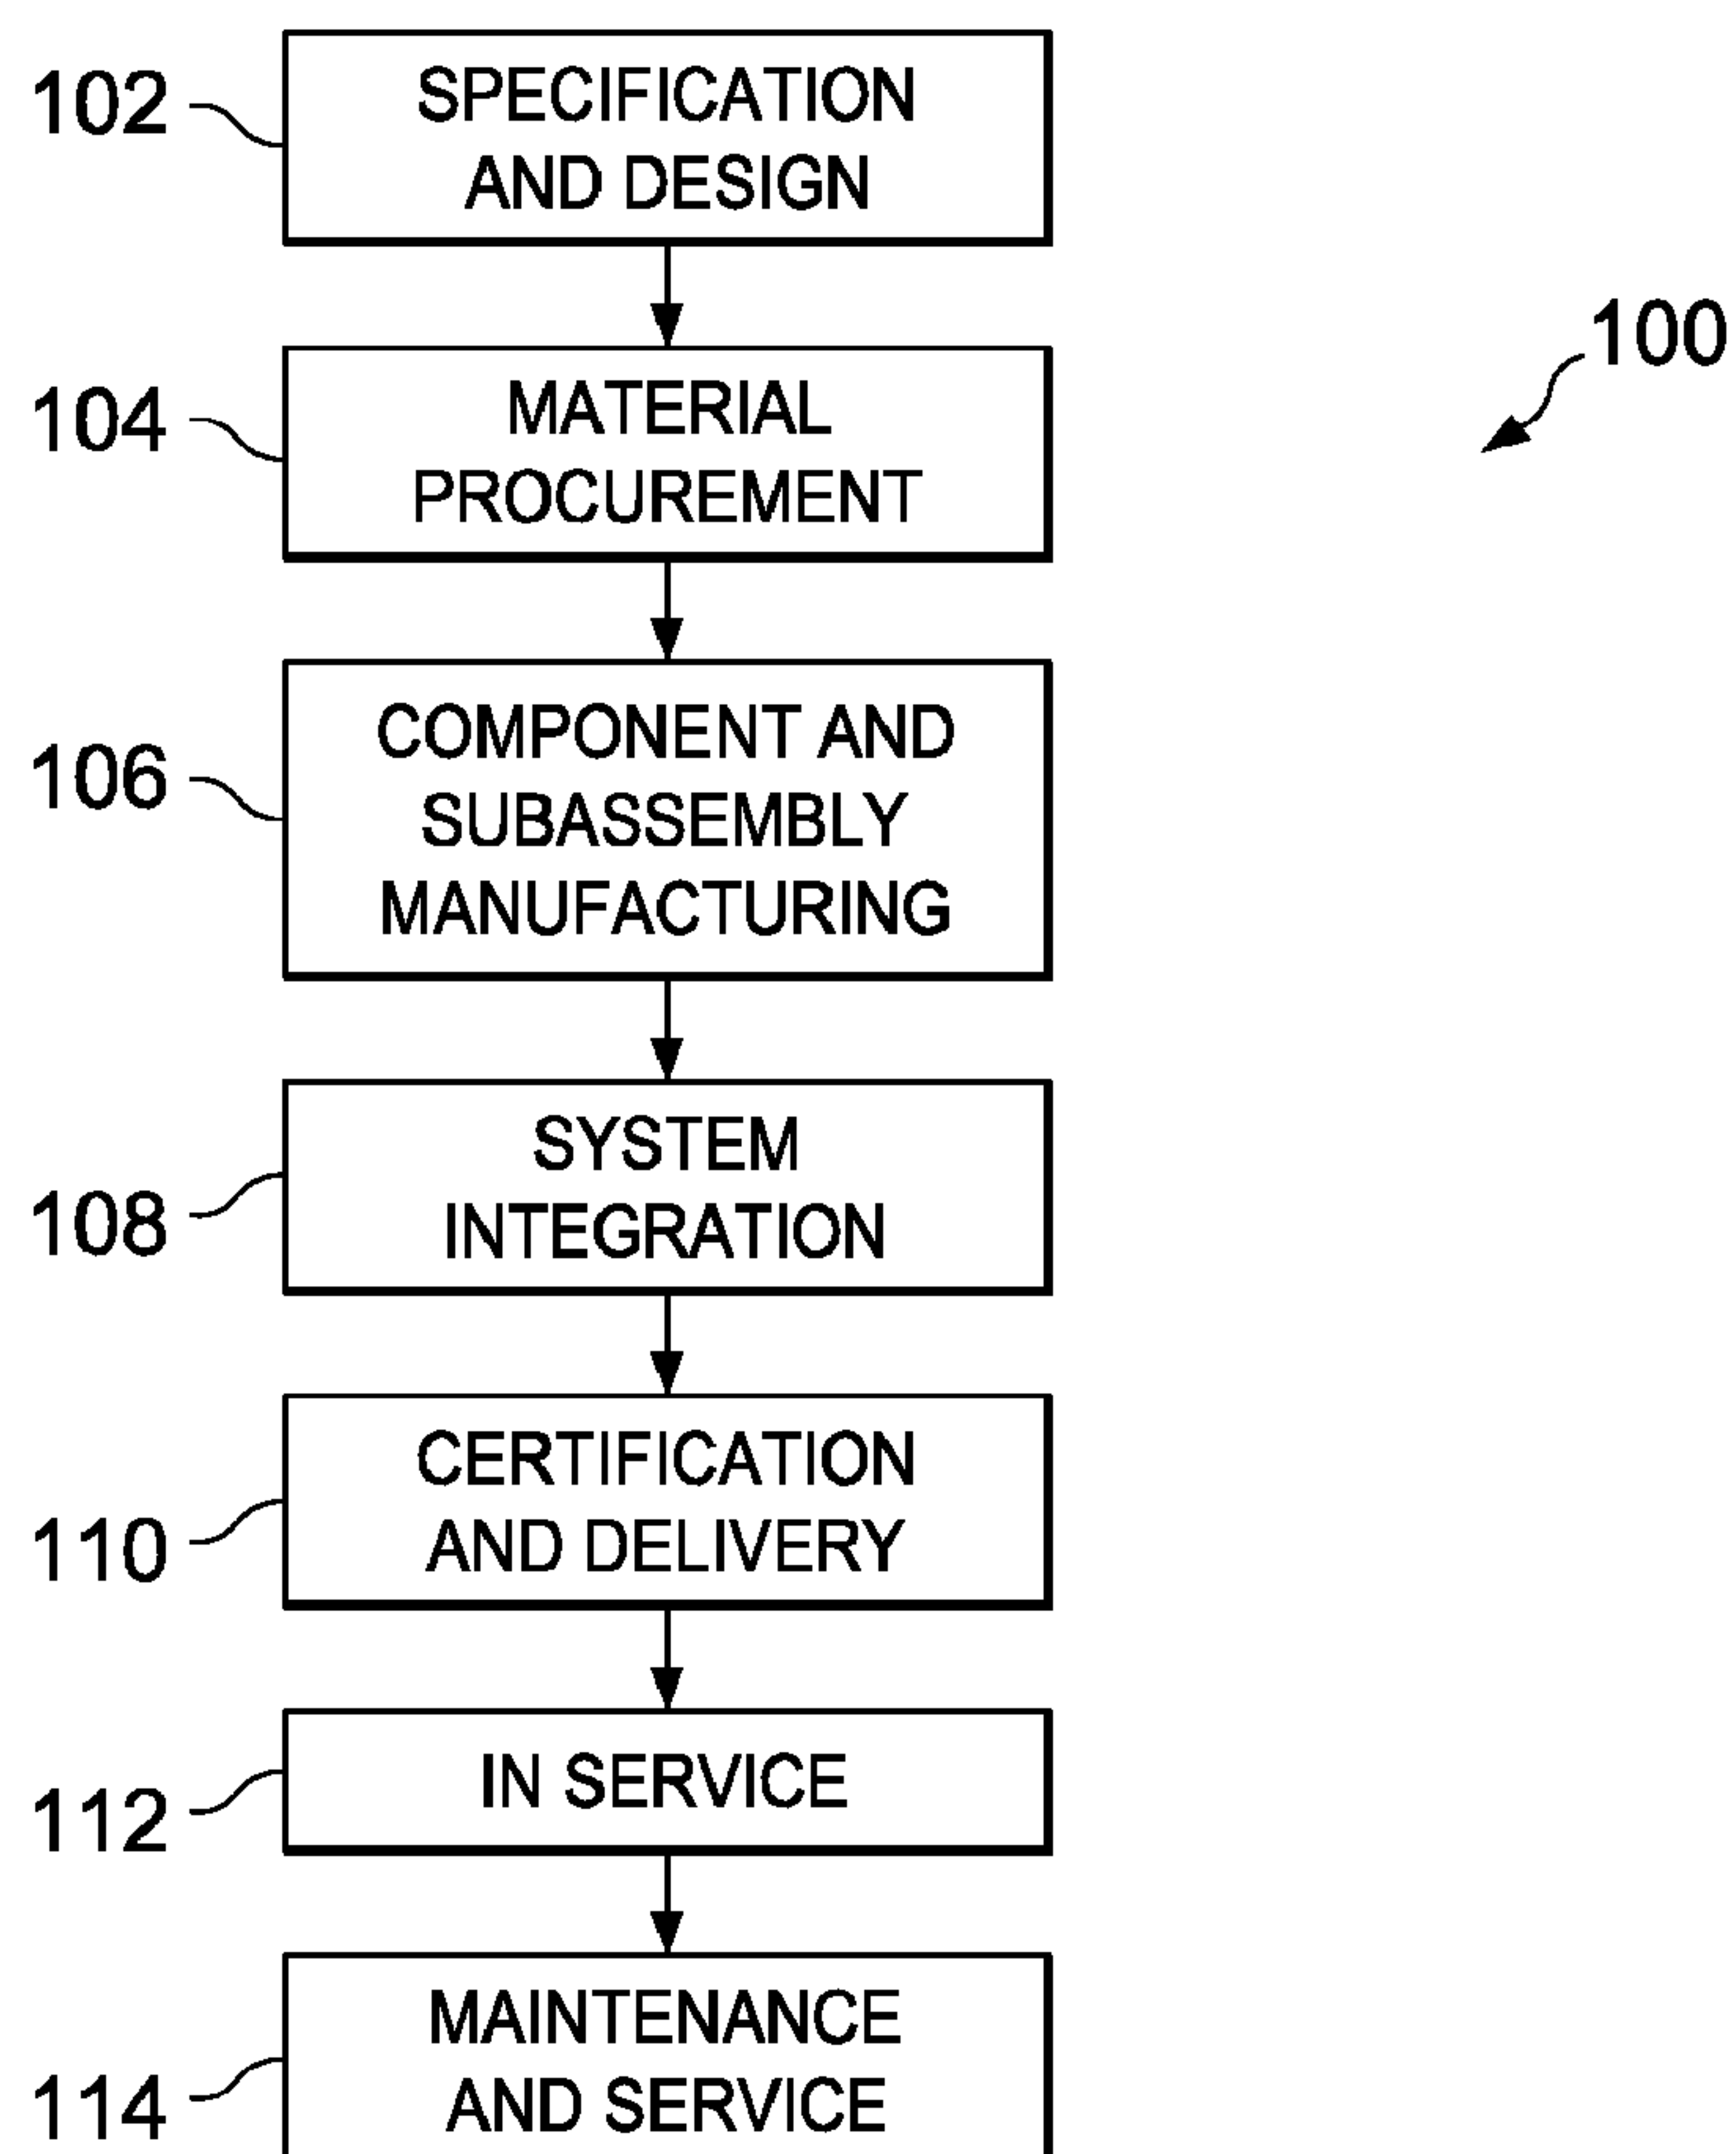 102
SPECIFICATION
AND DESIGN
100
104
MATERIAL
PROCUREMENT
106
COMPONENT AND
SUBASSEMBLY
MANUFACTURING
108
SYSTEM
INTEGRATION
110
CERTIFICATION
AND DELIVERY
112
IN SERVICE
114
MAINTENANCE
AND SERVICE